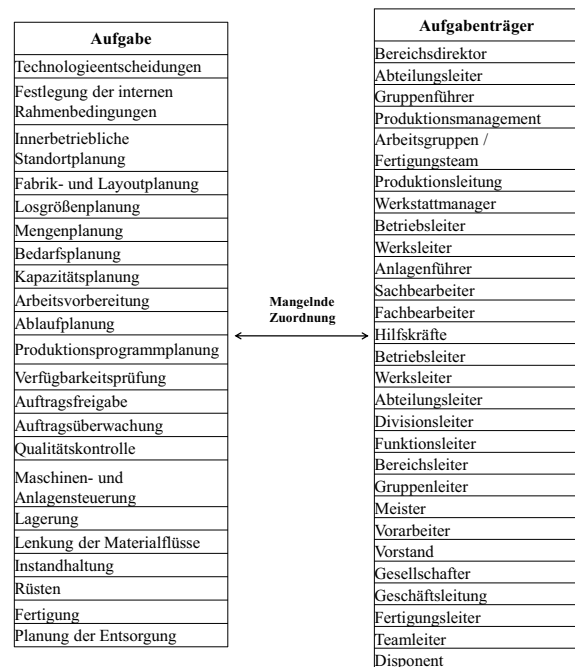 Aufgabe
Technologieentscheidungen
Festlegung der internen
Rahmenbedingungen
Innerbetriebliche
Standortplanung
Fabrik- und Layoutplanung
Losgrößenplanung
Mengenplanung
Bedarfsplanung
Kapazitätsplanung
Arbeitsvorbereitung
Ablaufplanung
Produktionsprogrammplanung
Verfügbarkeitsprüfung
Auftragsfreigabe
Auftragsüberwachung
Qualitätskontrolle
Maschinen- und
Anlagensteuerung
Lagerung
Lenkung der Materialflüsse
Instandhaltung
Rüsten
Fertigung
Planung der Entsorgung
Mangelnde
Zuordnung
Aufgabenträger
Bereichsdirektor
Abteilungsleiter
Gruppenführer
Produktionsmanagement
Arbeitsgruppen /
Fertigungsteam
Produktionsleitung
Werkstattmanager
Betriebsleiter
Werksleiter
Anlagenführer
Sachbearbeiter
Fachbearbeiter
Hilfskräfte
Betriebsleiter
Werksleiter
Abteilungsleiter
Divisionsleiter
Funktionsleiter
Bereichsleiter
Gruppenleiter
Meister
Vorarbeiter
Vorstand
Gesellschafter
Geschäftsleitung
Fertigungsleiter
Teamleiter
Disponent